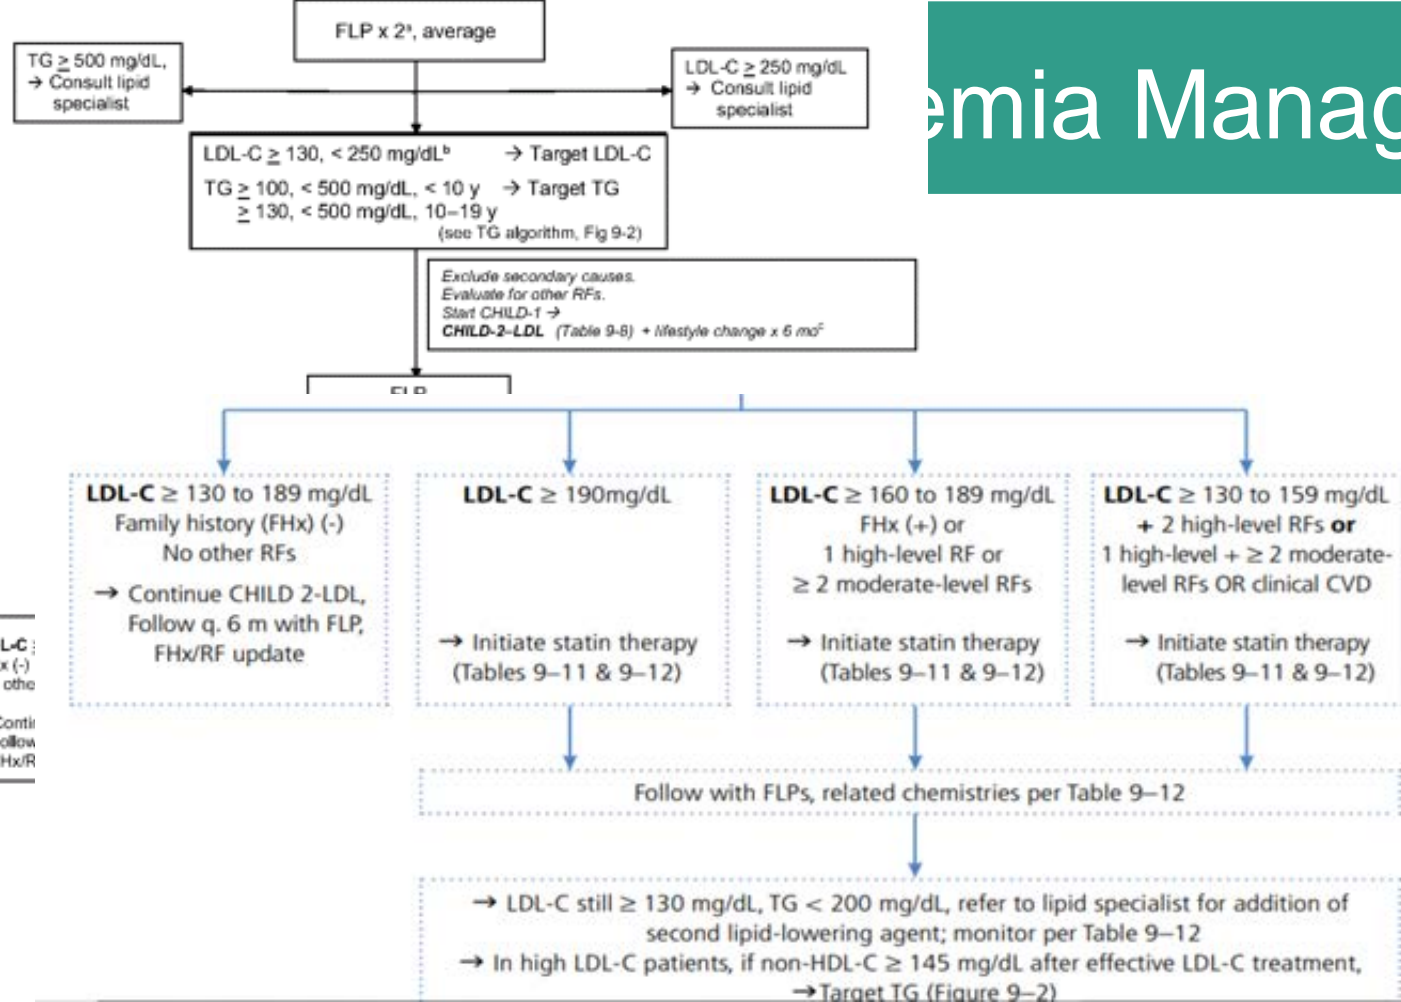 FLP x 2ᵃ, average
TG ≥ 500 mg/dL,
→ Consult lipid
specialist
LDL-C ≥ 250 mg/dL
→ Consult lipid
specialist
emia Manag
LDL-C ≥ 130, < 250 mg/dLᵇ → Target LDL-C
TG ≥ 100, < 500 mg/dL, < 10 y → Target TG
≥ 130, < 500 mg/dL, 10–19 y
(see TG algorithm, Fig 9-2)
Exclude secondary causes.
Evaluate for other RFs.
Start CHILD-1 →
CHILD-2–LDL (Table 9-8) + lifestyle change x 6 moᶜ
FLP
LDL-C ≥ 130 to 189 mg/dL
Family history (FHx) (-)
No other RFs
→ Continue CHILD 2-LDL,
Follow q. 6 m with FLP,
FHx/RF update
LDL-C ≥ 190mg/dL
→ Initiate statin therapy
(Tables 9–11 & 9–12)
LDL-C ≥ 160 to 189 mg/dL
FHx (+) or
1 high-level RF or
≥ 2 moderate-level RFs
→ Initiate statin therapy
(Tables 9–11 & 9–12)
LDL-C ≥ 130 to 159 mg/dL
+ 2 high-level RFs or
1 high-level + ≥ 2 moderate-
level RFs OR clinical CVD
→ Initiate statin therapy
(Tables 9–11 & 9–12)
L-C
x (-)
othe
Conti
ollow
Hx/R
Follow with FLPs, related chemistries per Table 9–12
→ LDL-C still ≥ 130 mg/dL, TG < 200 mg/dL, refer to lipid specialist for addition of
second lipid-lowering agent; monitor per Table 9–12
→ In high LDL-C patients, if non-HDL-C ≥ 145 mg/dL after effective LDL-C treatment,
→Target TG (Figure 9–2)